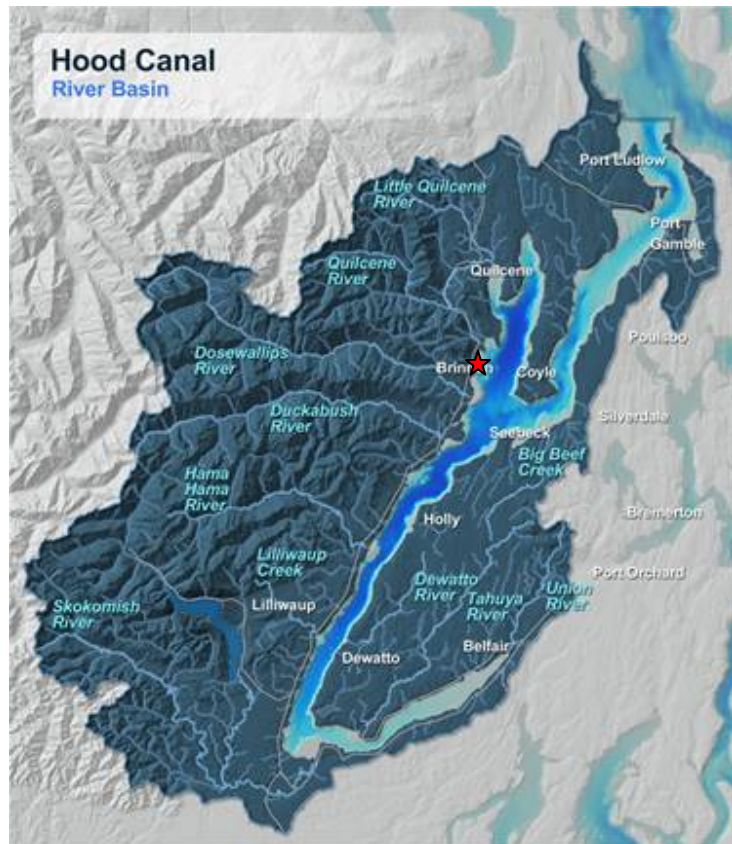 Hood Canal
River Basin
Port Ludlow
Little Quilcene
River
Port
Gamble
Quilcene
River
Quilcene
Poulsbo
Dosewallips
River
Brinnon
Coyle
Duckabush
River
Silverdale
Seebeck
Big Beef
Creek
Hama
Hama
River
Holly
Bremerton
Lilliwaup
Creek
Port Orchard
Dewatto
River
Tahuya
River
Union
River
Skokomish
River
Lilliwaup
Dewatto
Belfair